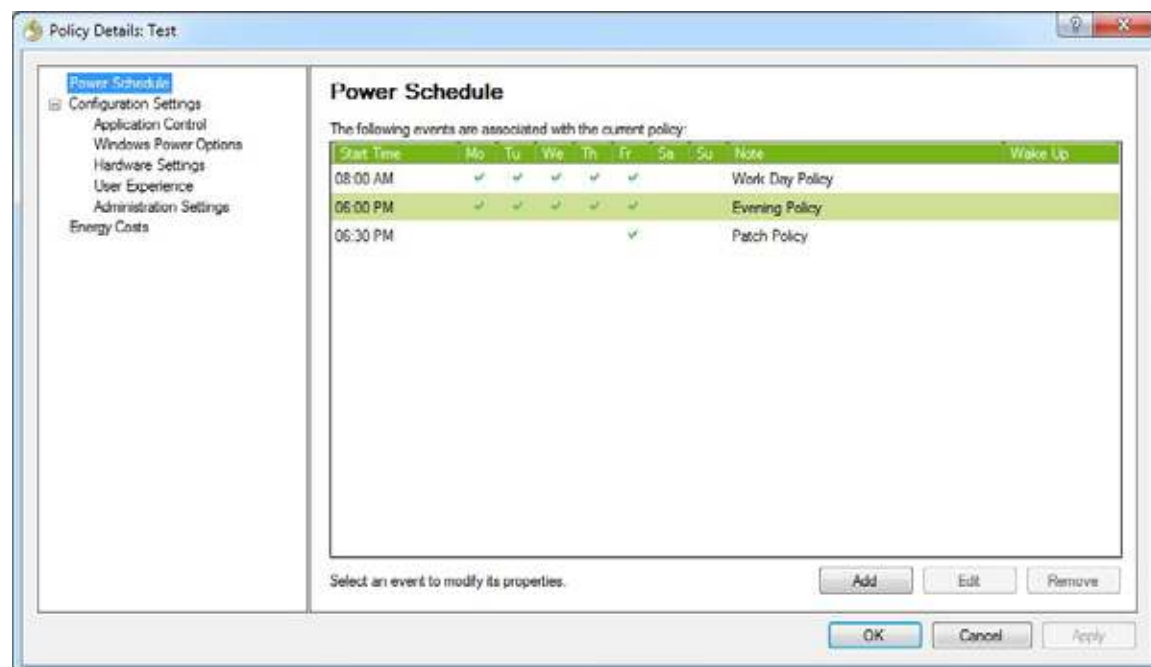 Policy Details: Test
Power Schedule
Configuration Settings
Application Control
Windows Power Options
Hardware Settings
User Experience
Administration Settings
Energy Costs
Power Schedule
The following events are associated with the current policy:
Start Time Mo Tu We Th Fr Sa Su Note Wake Up
08:00 AM Work Day Policy
06:00 PM Evening Policy
06:30 PM Patch Policy
Select an event to modify its properties.
Add Edit Remove
OK Cancel Apply